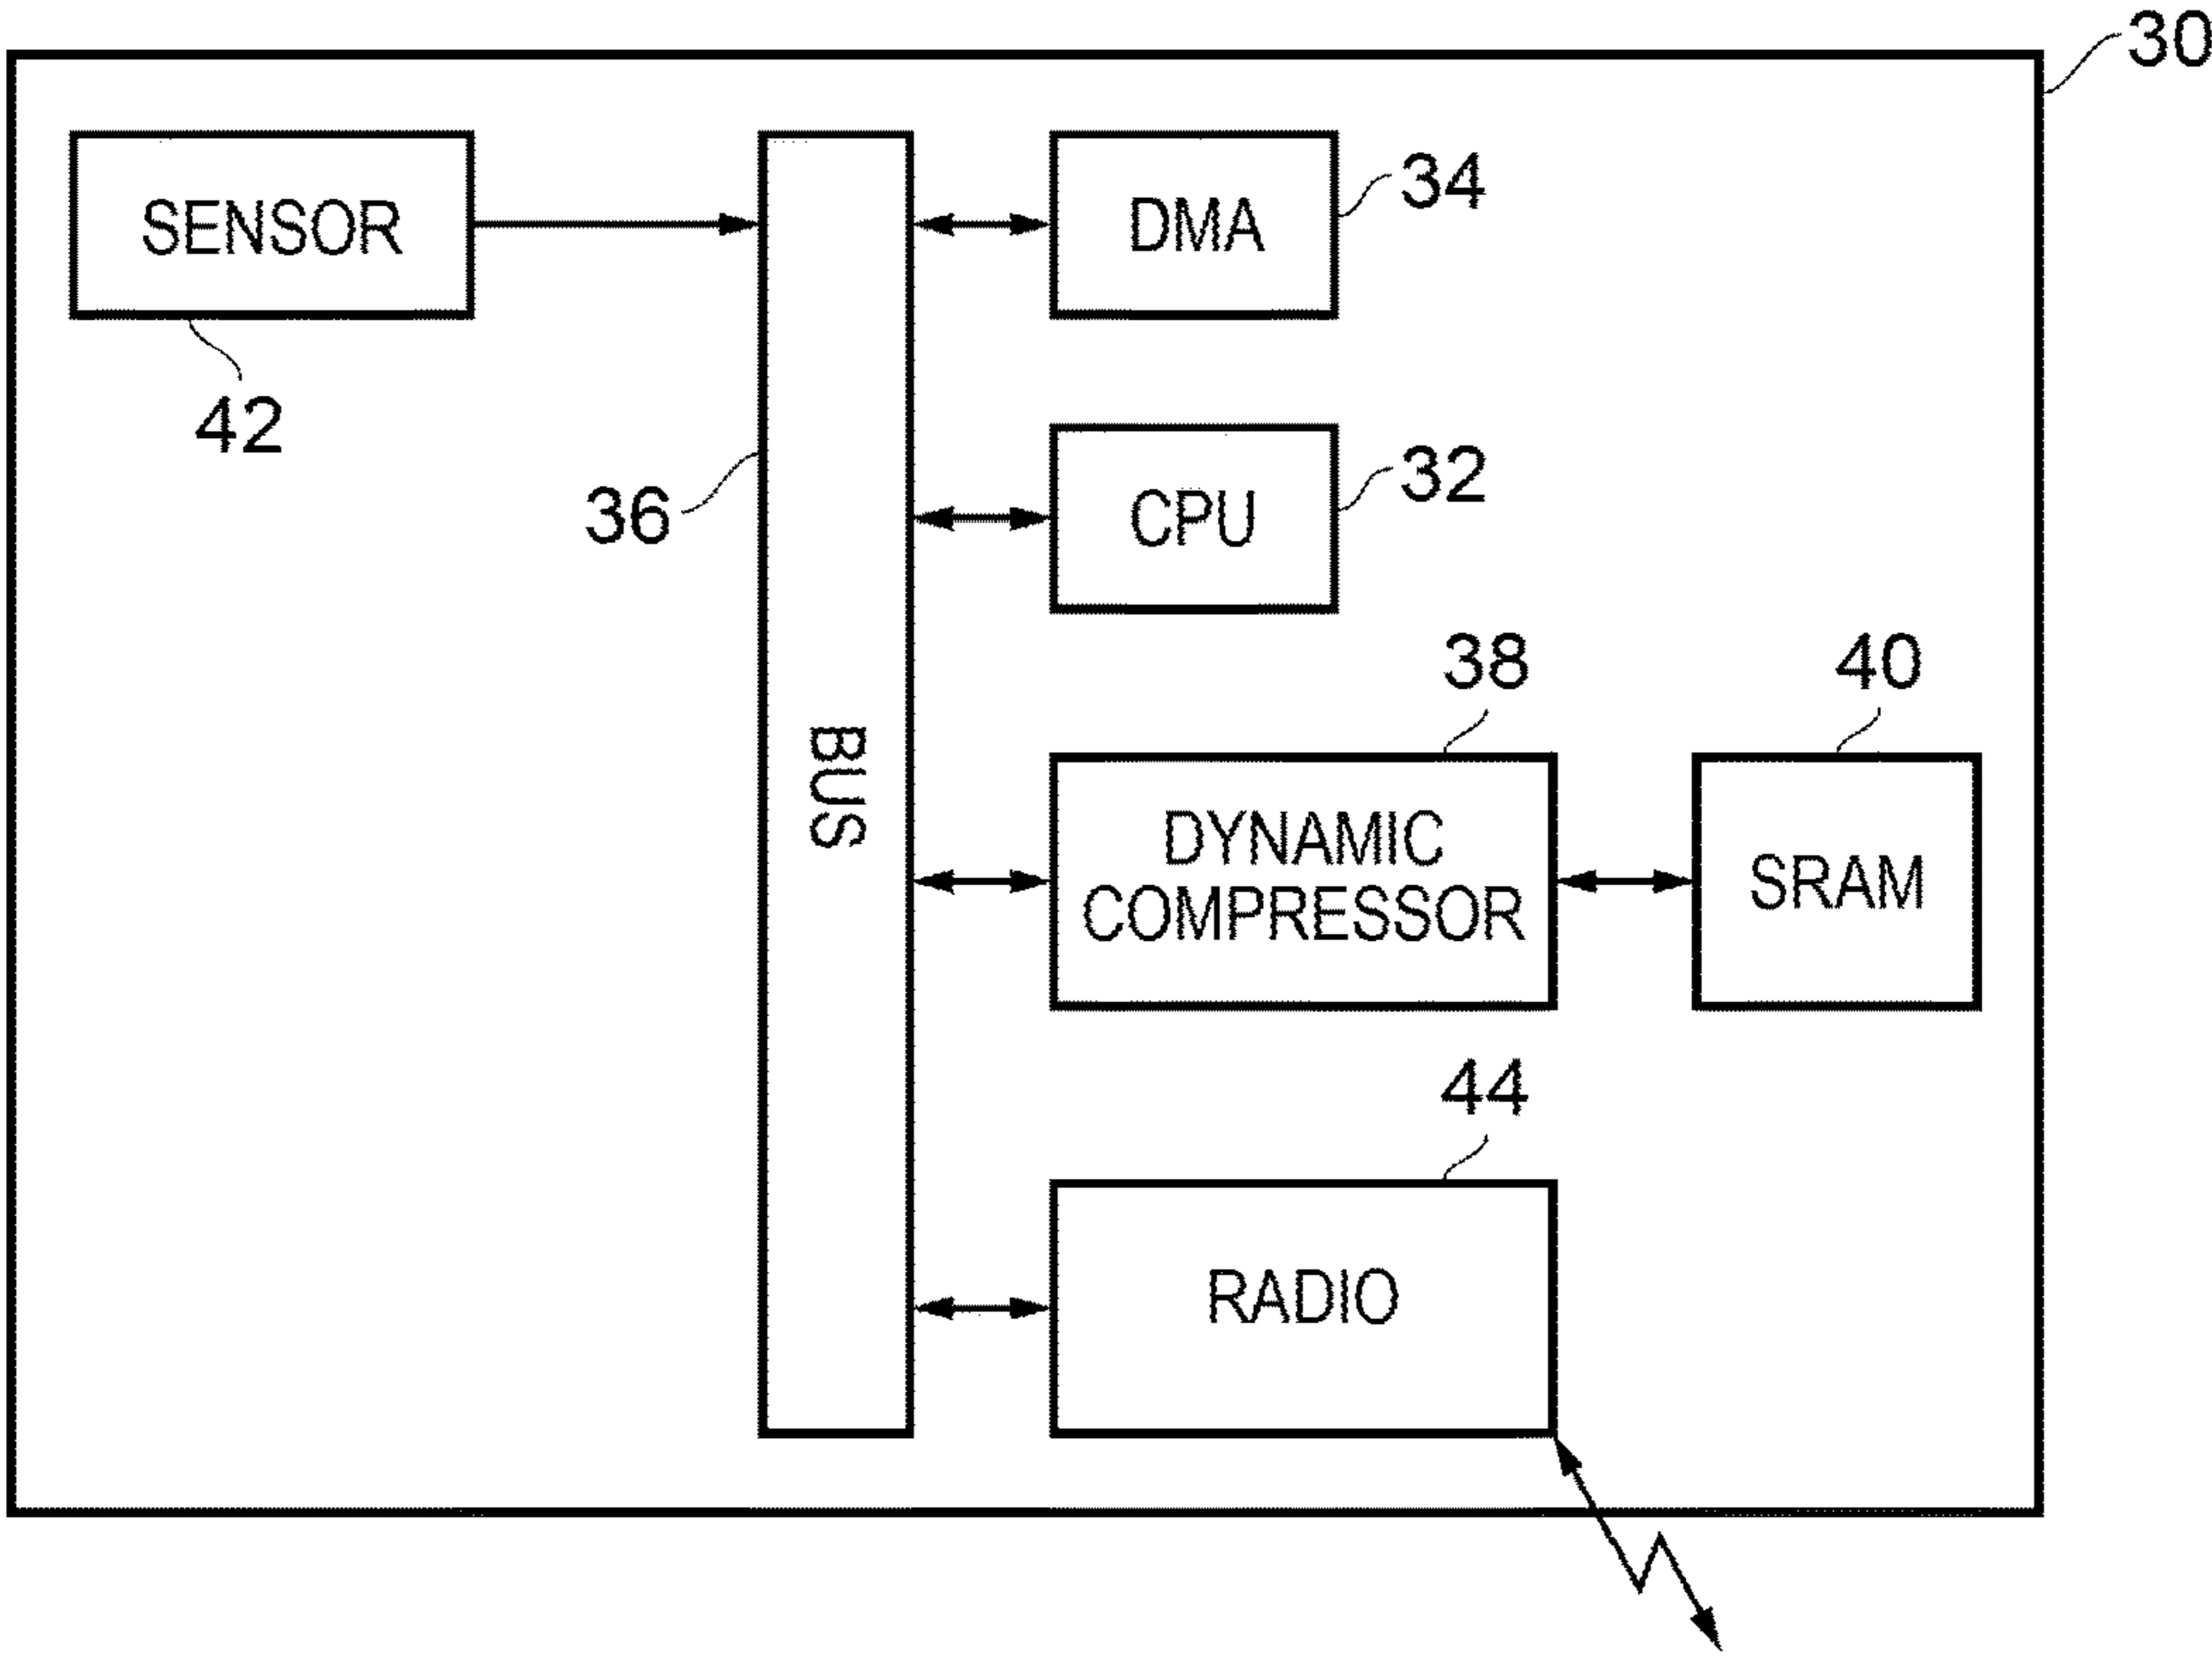 30
SENSOR
42
36
BUS
DMA
34
CPU
32
38
DYNAMIC
COMPRESSOR
40
SRAM
44
RADIO